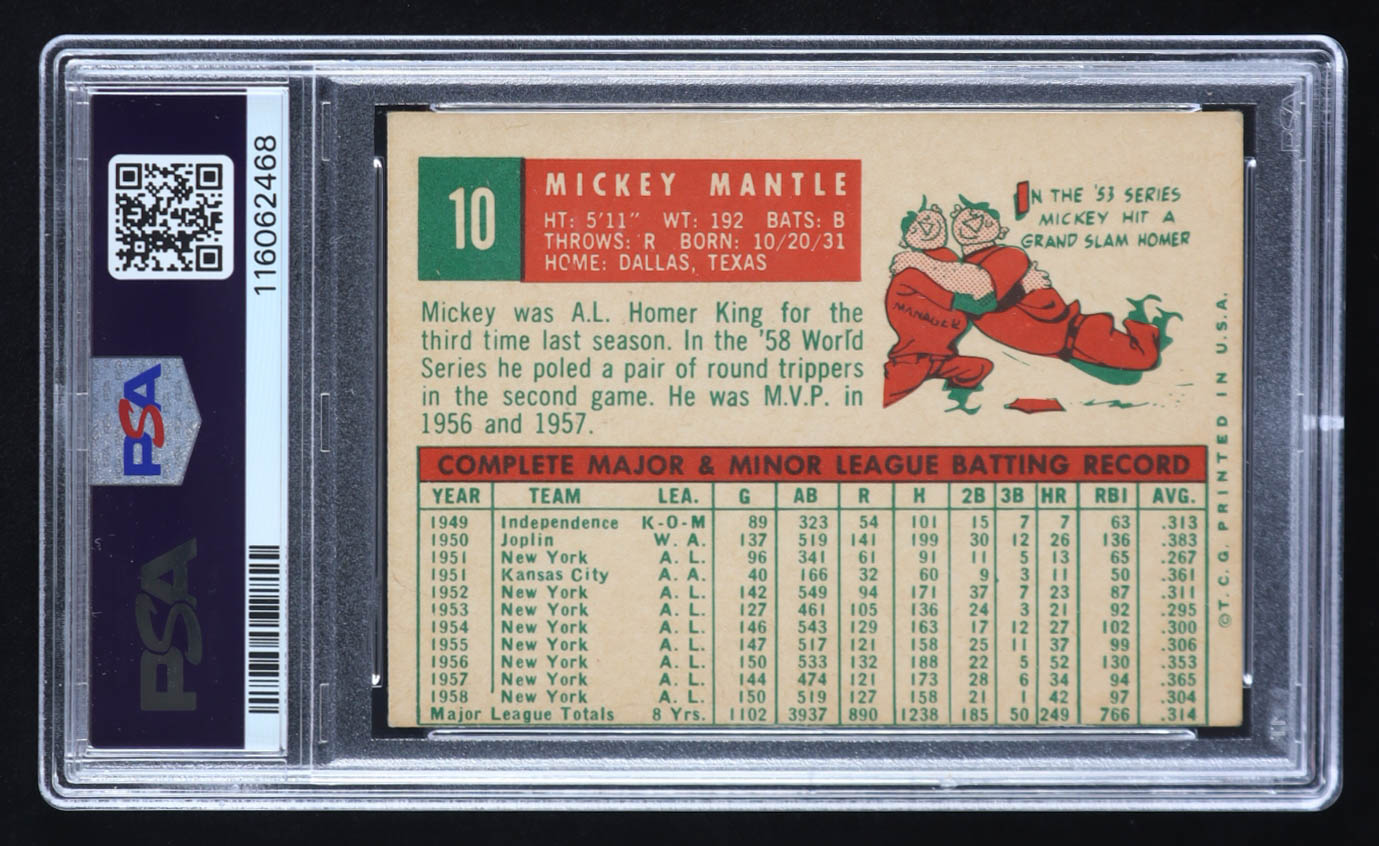 116062468
PSA
PSA
10
MICKEY MANTLE
HT: 5'11" WT: 192 BATS: B
THROWS: R BORN: 10/20/31
HOME: DALLAS, TEXAS
IN THE '53 SERIES
MICKEY HIT A
GRAND SLAM HOMER
MANAGER
Mickey was A.L. Homer King for the
third time last season. In the '58 World
Series he poled a pair of round trippers
in the second game. He was M.V.P. in
1956 and 1957.
COMPLETE MAJOR & MINOR LEAGUE BATTING RECORD
YEAR TEAM LEA. G AB R H 2B 3B HR RBI AVG.
1949 Independence K-O-M 89 323 54 101 15 7 7 63 .313
1950 Joplin W. A. 137 519 141 199 30 12 26 136 .383
1951 New York A. L. 96 341 61 91 11 5 13 65 .267
1951 Kansas City A. A. 40 166 32 60 9 3 11 50 .361
1952 New York A. L. 142 549 94 171 37 7 23 87 .311
1953 New York A. L. 127 461 105 136 24 3 21 92 .295
1954 New York A. L. 146 543 129 163 17 12 27 102 .300
1955 New York A. L. 147 517 121 158 25 11 37 99 .306
1956 New York A. L. 150 533 132 188 22 5 52 130 .353
1957 New York A. L. 144 474 121 173 28 6 34 94 .365
1958 New York A. L. 150 519 127 158 21 1 42 97 .304
Major League Totals 8 Yrs. 1102 3937 890 1238 185 50 249 766 .314
©T. C. G. PRINTED IN U.S.A.
PSA